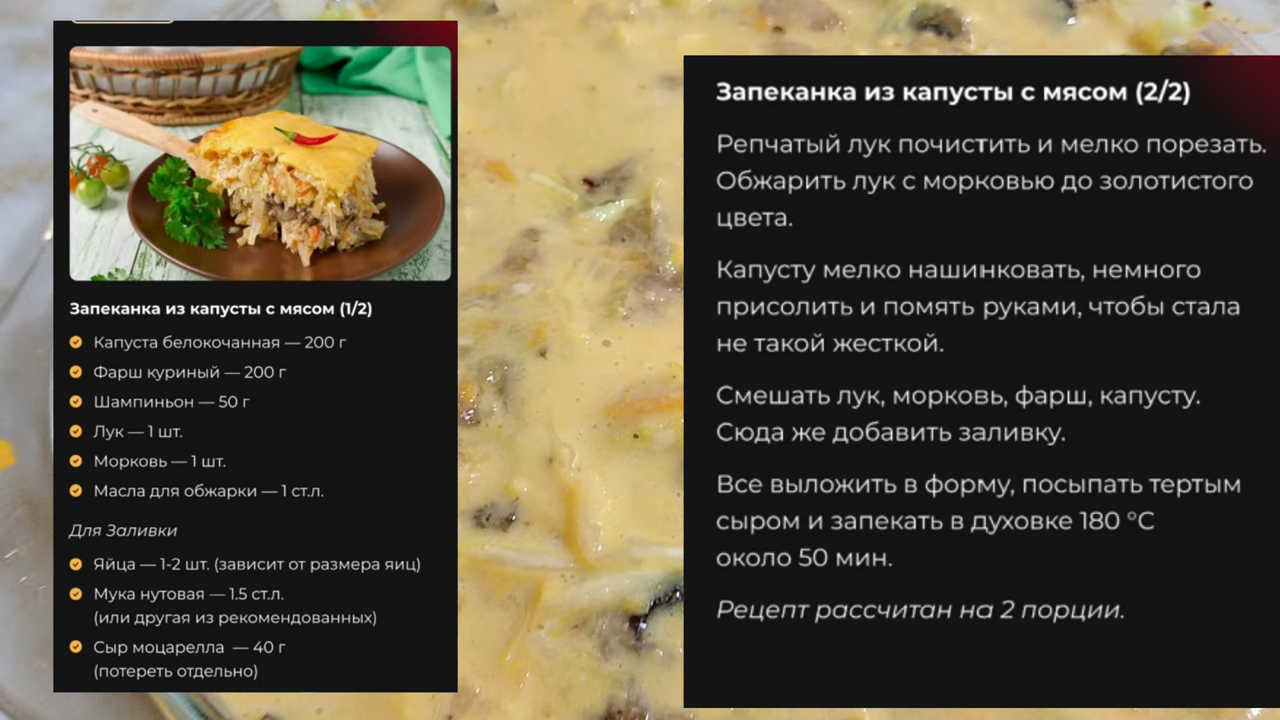 Запеканка из капусты с мясом (1/2)
Капуста белокочанная — 200 г
Фарш куриный — 200 г
Шампиньон — 50 г
Лук — 1 шт.
Морковь — 1 шт.
Масла для обжарки — 1 ст.л.
Для Заливки
Яйца — 1-2 шт. (зависит от размера яиц)
Мука нутовая — 1.5 ст.л.
(или другая из рекомендованных)
Сыр моцарелла — 40 г
(потереть отдельно)
Запеканка из капусты с мясом (2/2)
Репчатый лук почистить и мелко порезать.
Обжарить лук с морковью до золотистого
цвета.
Капусту мелко нашинковать, немного
присолить и помять руками, чтобы стала
не такой жесткой.
Смешать лук, морковь, фарш, капусту.
Сюда же добавить заливку.
Все выложить в форму, посыпать тертым
сыром и запекать в духовке 180 °C
около 50 мин.
Рецепт рассчитан на 2 порции.